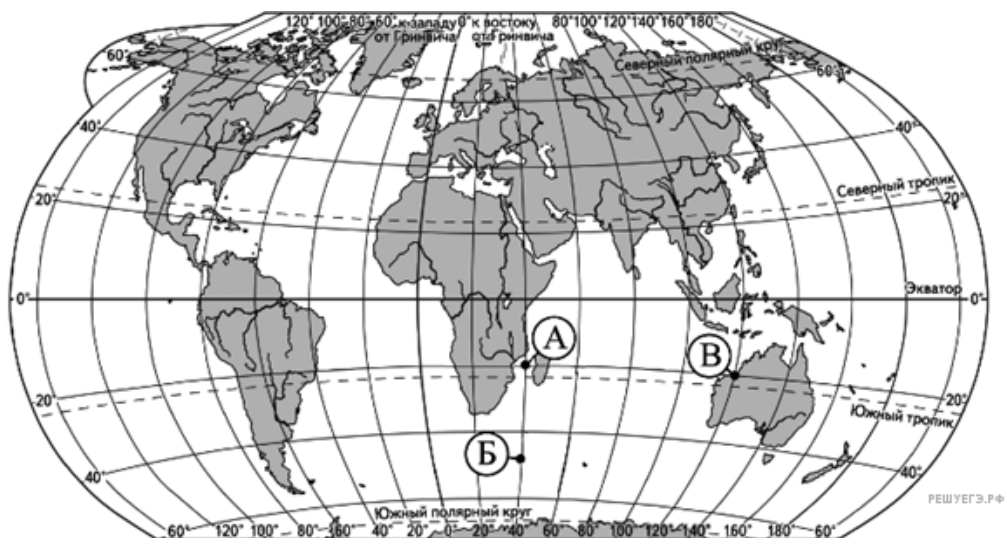 120° 100° 80° 60° к западу 0° к востоку 80° 100° 120° 140° 160° 180°
от Гринвича от Гринвича
60°
Северный полярный круг
60°
40°
40°
Северный тропик
20°
20°
Экватор
0°
0°
А
В
20°
20°
Южный тропик
Б
40°
40°
РЕШУЕГЭ.РФ
Южный полярный круг
60° 120° 100° 80° 60° 40° 20° 0° 20° 40° 60° 80° 100° 120° 140° 160° 60°